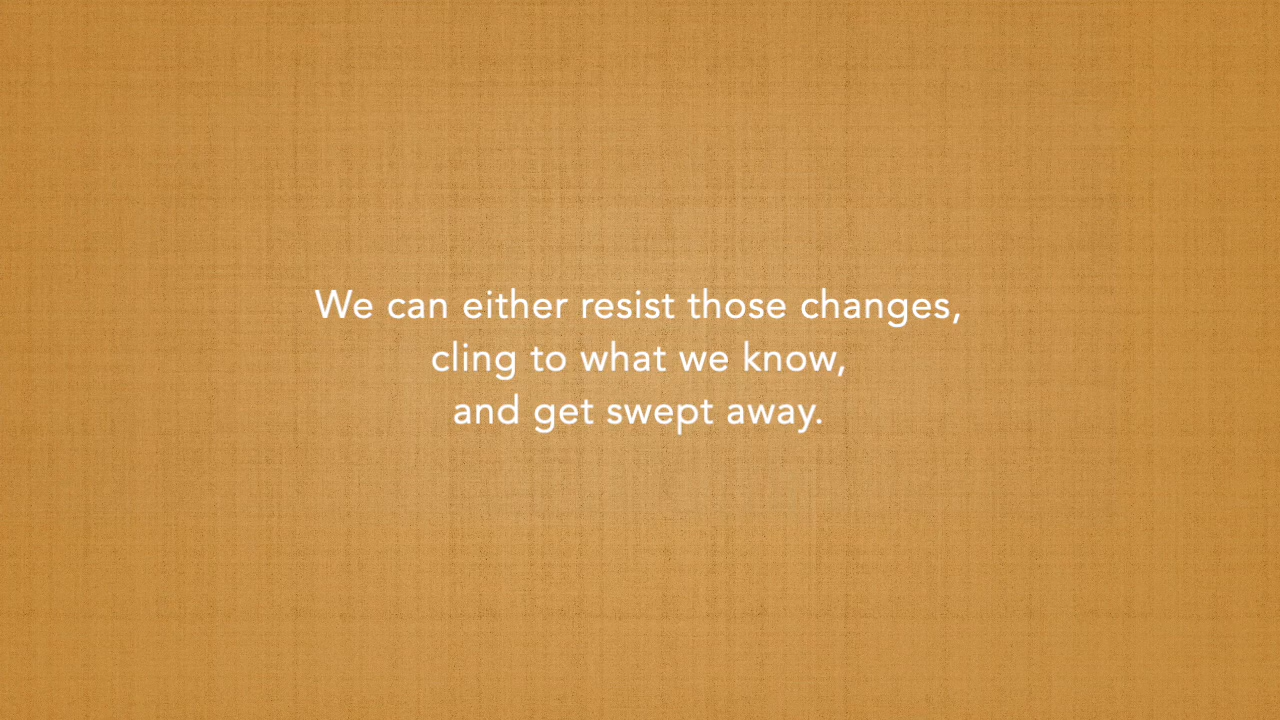 We can either resist those changes,
cling to what we know,
and get swept away.